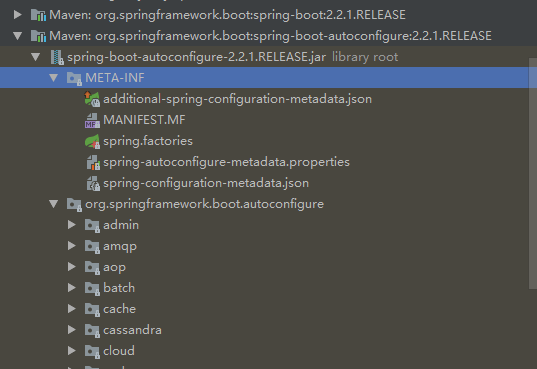 Maven: org.springframework.boot:spring-boot:2.2.1.RELEASE
Maven: org.springframework.boot:spring-boot-autoconfigure:2.2.1.RELEASE
spring-boot-autoconfigure-2.2.1.RELEASE.jar library root
META-INF
additional-spring-configuration-metadata.json
MANIFEST.MF
spring.factories
spring-autoconfigure-metadata.properties
spring-configuration-metadata.json
org.springframework.boot.autoconfigure
admin
amqp
aop
batch
cache
cassandra
cloud